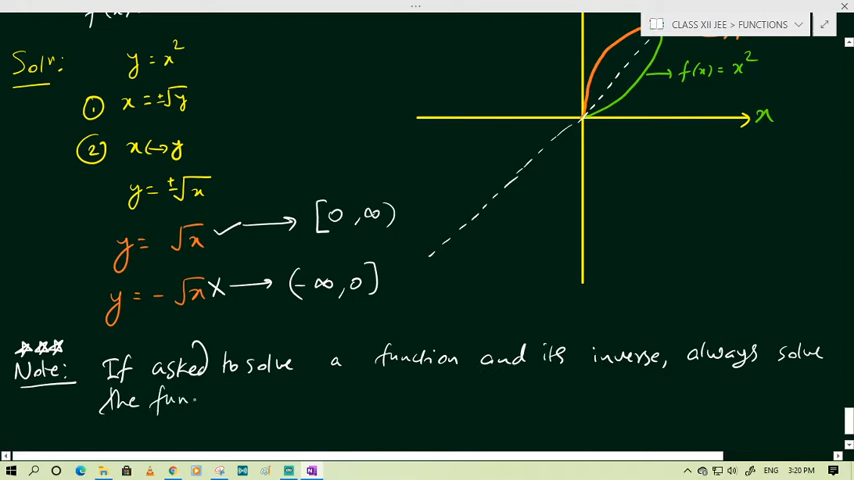 CLASS XII JEE > FUNCTIONS
Soln: y = x²
① x = ±√y
② x ↔ y
y = ±√x
y = √x ✓ → [0, ∞)
y = - √x X → (-∞, 0]
f(x) = x²
x
Note: If asked to solve a function and its inverse, always solve
the fun
ENG 3:20 PM